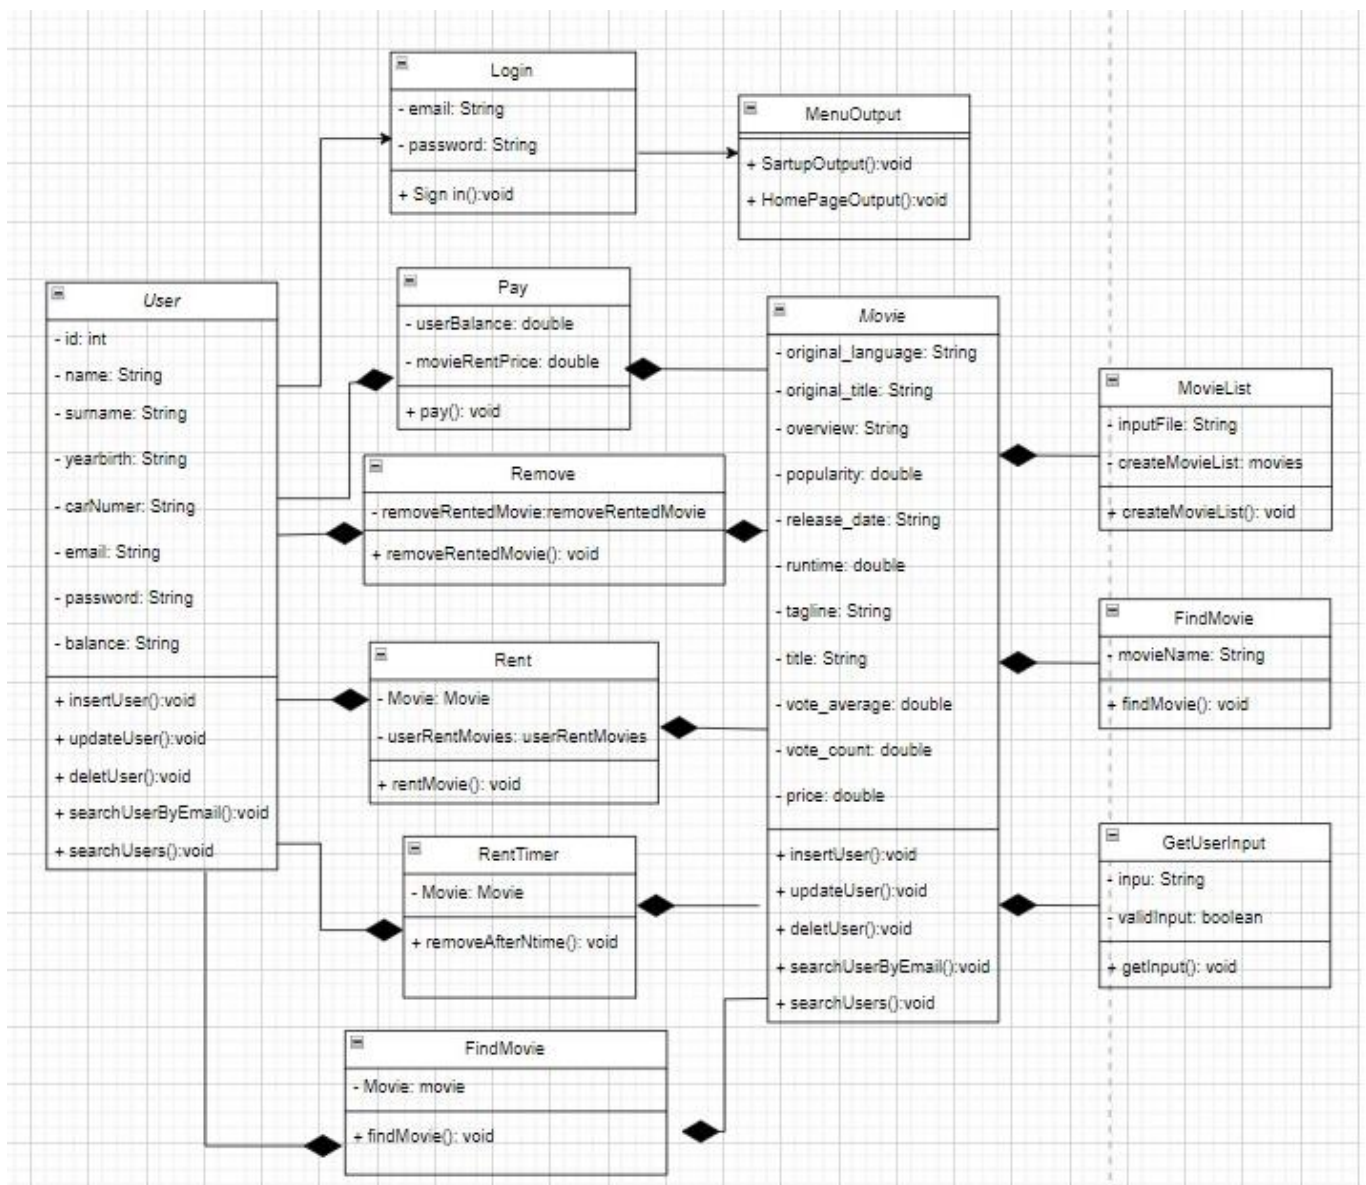 Login
- email: String
- password: String
+ Sign in():void
MenuOutput
+ SartupOutput():void
+ HomePageOutput():void
User
- id: int
- name: String
- surname: String
- yearbirth: String
- carNumer: String
- email: String
- password: String
- balance: String
+ insertUser():void
+ updateUser():void
+ deletUser():void
+ searchUserByEmail():void
+ searchUsers():void
Pay
- userBalance: double
- movieRentPrice: double
+ pay(): void
Remove
- removeRentedMovie:removeRentedMovie
+ removeRentedMovie(): void
Rent
- Movie: Movie
- userRentMovies: userRentMovies
+ rentMovie(): void
RentTimer
- Movie: Movie
+ removeAfterNtime(): void
FindMovie
- Movie: movie
+ findMovie(): void
Movie
- original_language: String
- original_title: String
- overview: String
- popularity: double
- release_date: String
- runtime: double
- tagline: String
- title: String
- vote_average: double
- vote_count: double
- price: double
+ insertUser():void
+ updateUser():void
+ deletUser():void
+ searchUserByEmail():void
+ searchUsers():void
MovieList
- inputFile: String
- createMovieList: movies
+ createMovieList(): void
FindMovie
- movieName: String
+ findMovie(): void
GetUserInput
- inpu: String
- validInput: boolean
+ getInput(): void